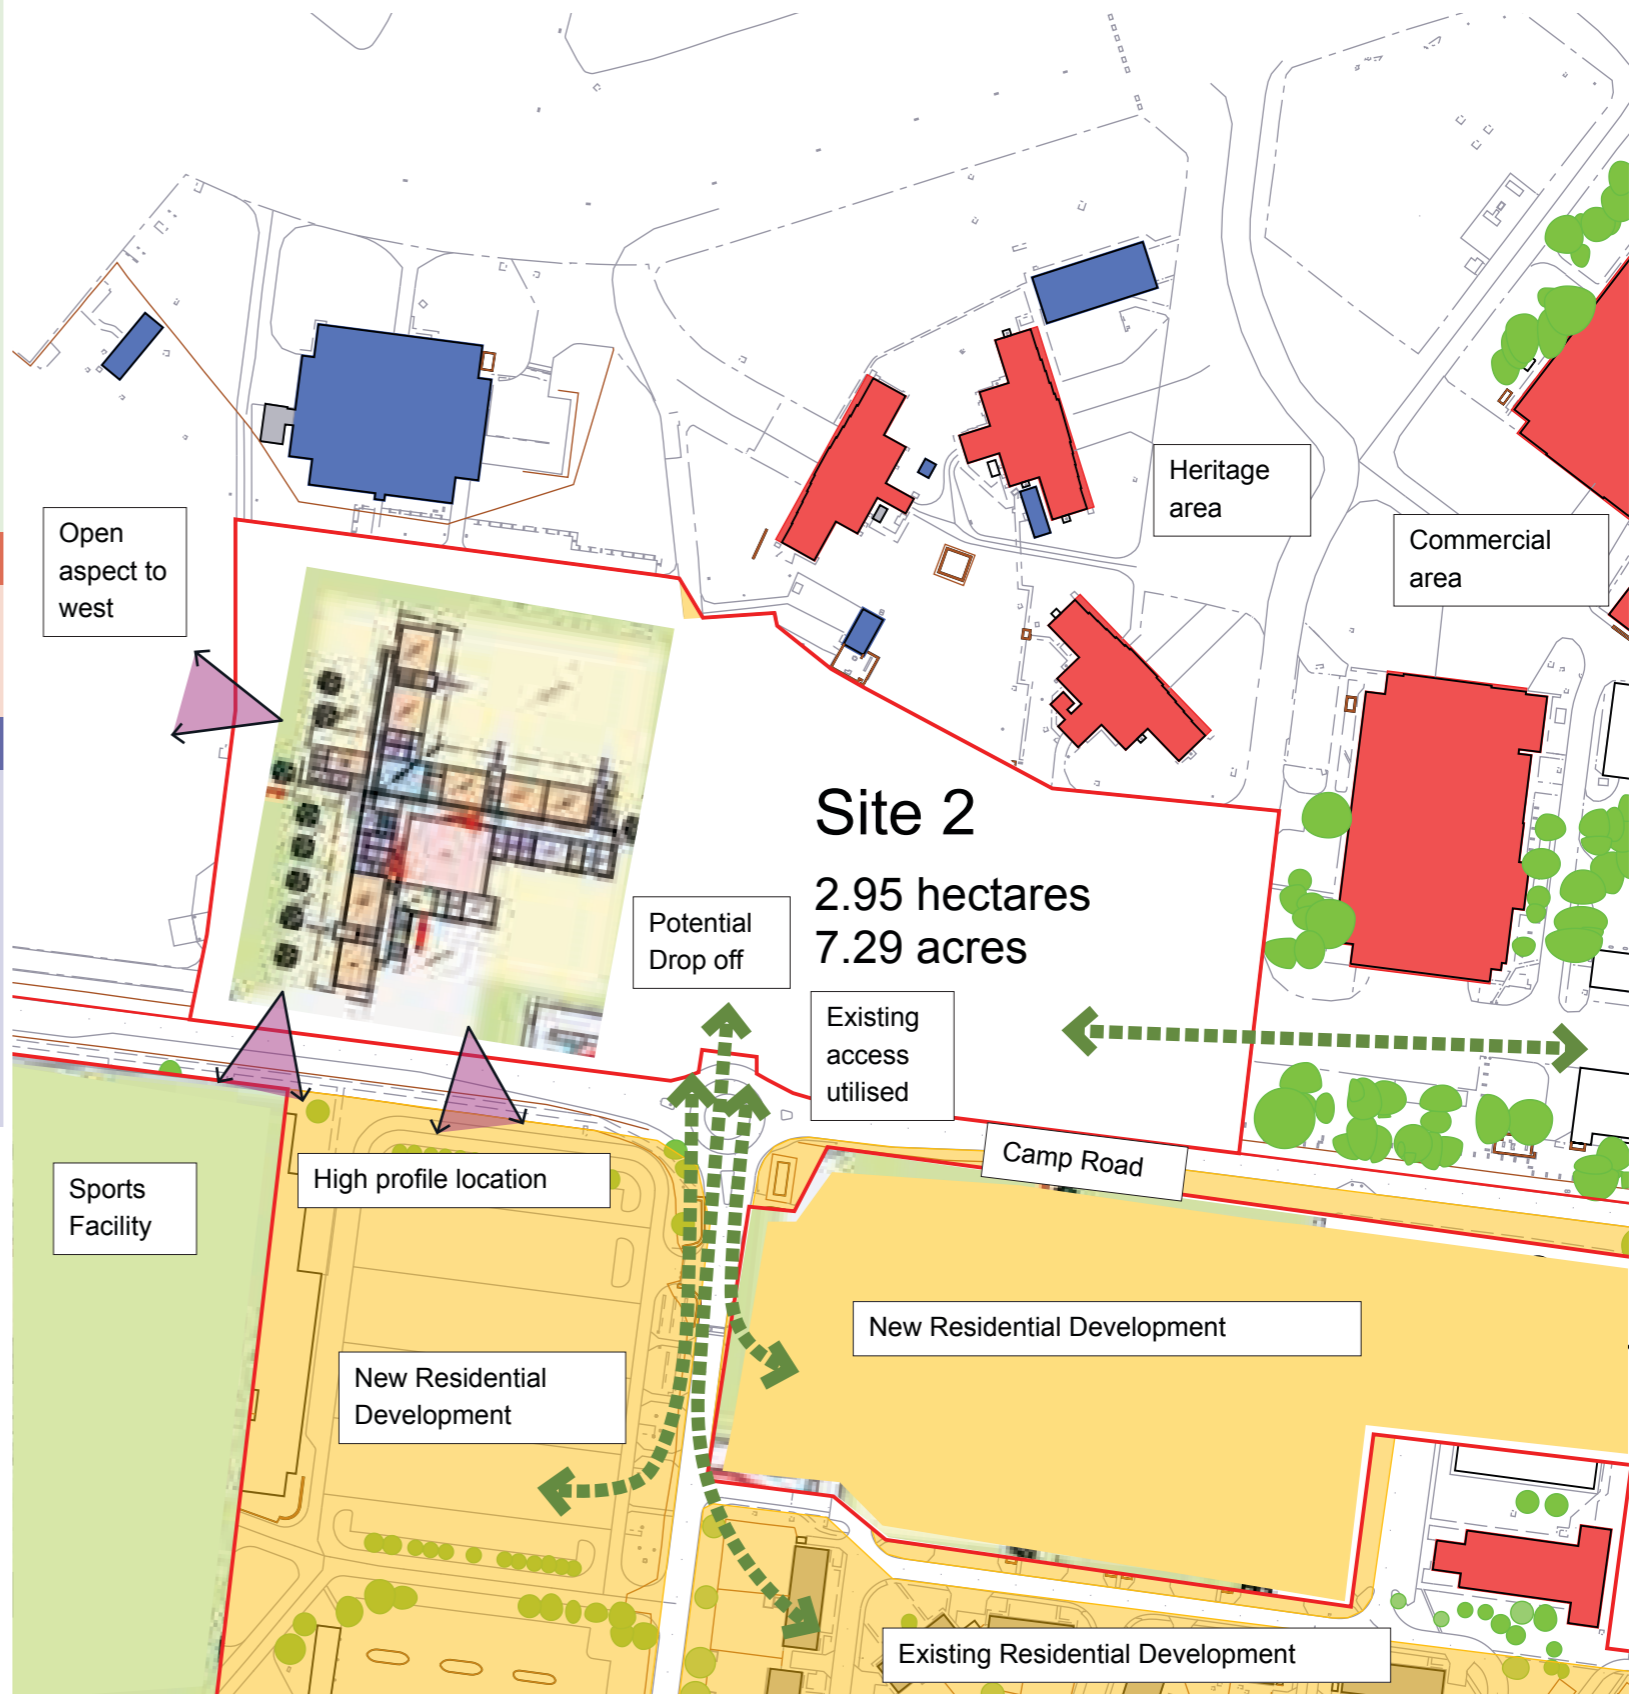 Heritage
area
Open
aspect to
west
Commercial
area
Site 2
2.95 hectares
7.29 acres
Potential
Drop off
Existing
access
utilised
Camp Road
High profile location
Sports
Facility
New Residential Development
New Residential
Development
Existing Residential Development